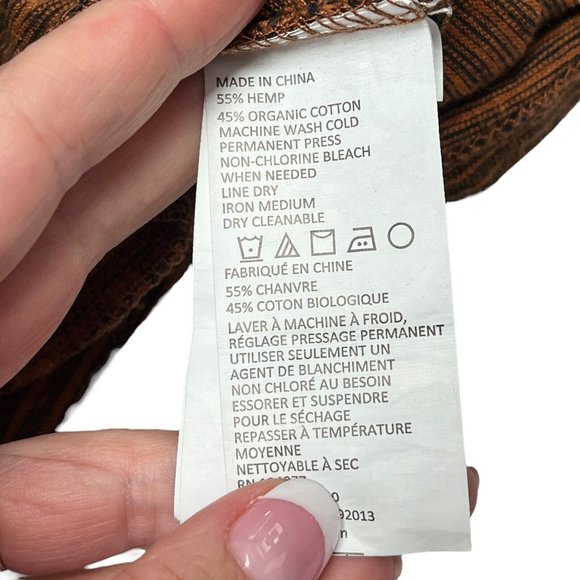 MADE IN CHINA
55% HEMP
45% ORGANIC COTTON
MACHINE WASH COLD
PERMANENT PRESS
NON-CHLORINE BLEACH
WHEN NEEDED
LINE DRY
IRON MEDIUM
DRY CLEANABLE
FABRIQUÉ EN CHINE
55% CHANVRE
45% COTON BIOLOGIQUE
LAVER À MACHINE À FROID,
RÉGLAGE PRESSAGE PERMANENT
UTILISER SEULEMENT UN
AGENT DE BLANCHIMENT
NON CHLORÉ AU BESOIN
ESSORER ET SUSPENDRE
POUR LE SÉCHAGE
REPASSER À TEMPÉRATURE
MOYENNE
NETTOYABLE À SEC
RN
92013